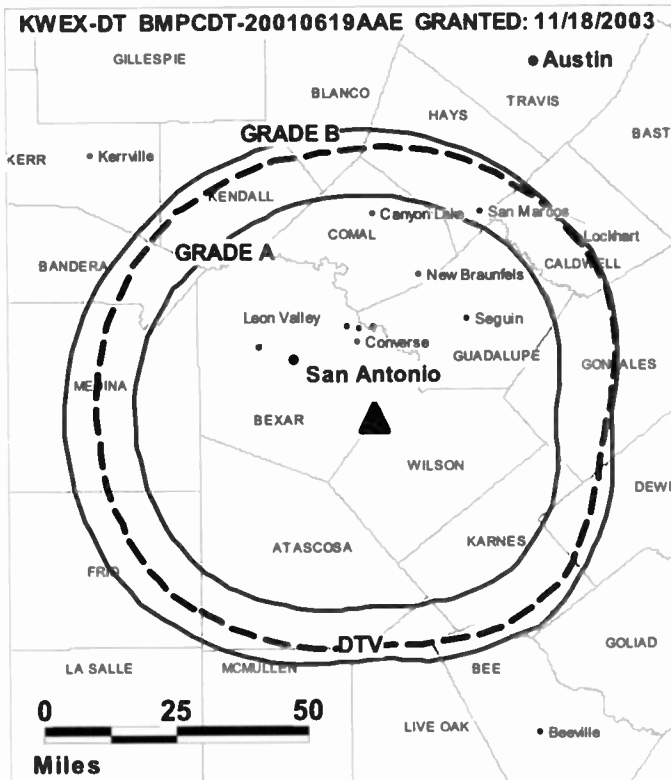 KWEX-DT BMPCDT-20010619AAE GRANTED: 11/18/2003
GILLESPIE
Austin
BLANCO
TRAVIS
HAYS
BAST
GRADE B
KERR
Kerrville
KENDALL
Canyon Lake
San Marcos
COMAL
Lockhart
GRADE A
BANDERA
CALDWELL
New Braunfels
Leon Valley
Seguin
Converse
GUADALUPE
GONZALES
San Antonio
MEDINA
BEXAR
WILSON
DEWI
ATASCOSA
KARNES
FRIO
DTV
GOLIAD
LA SALLE
MCMULLEN
BEE
0 25 50
LIVE OAK
Beeville
Miles